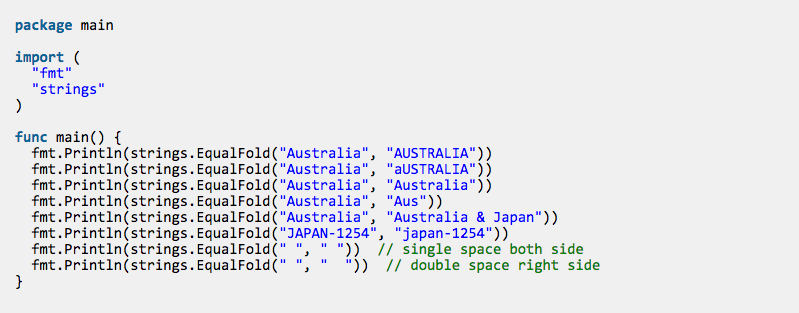 package main

import (
  "fmt"
  "strings"
)

func main() {
  fmt.Println(strings.EqualFold("Australia", "AUSTRALIA"))
  fmt.Println(strings.EqualFold("Australia", "aUSTRALIA"))
  fmt.Println(strings.EqualFold("Australia", "Australia"))
  fmt.Println(strings.EqualFold("Australia", "Aus"))
  fmt.Println(strings.EqualFold("Australia", "Australia & Japan"))
  fmt.Println(strings.EqualFold("JAPAN-1254", "japan-1254"))
  fmt.Println(strings.EqualFold(" ", " "))  // single space both side
  fmt.Println(strings.EqualFold(" ", "  "))  // double space right side
}